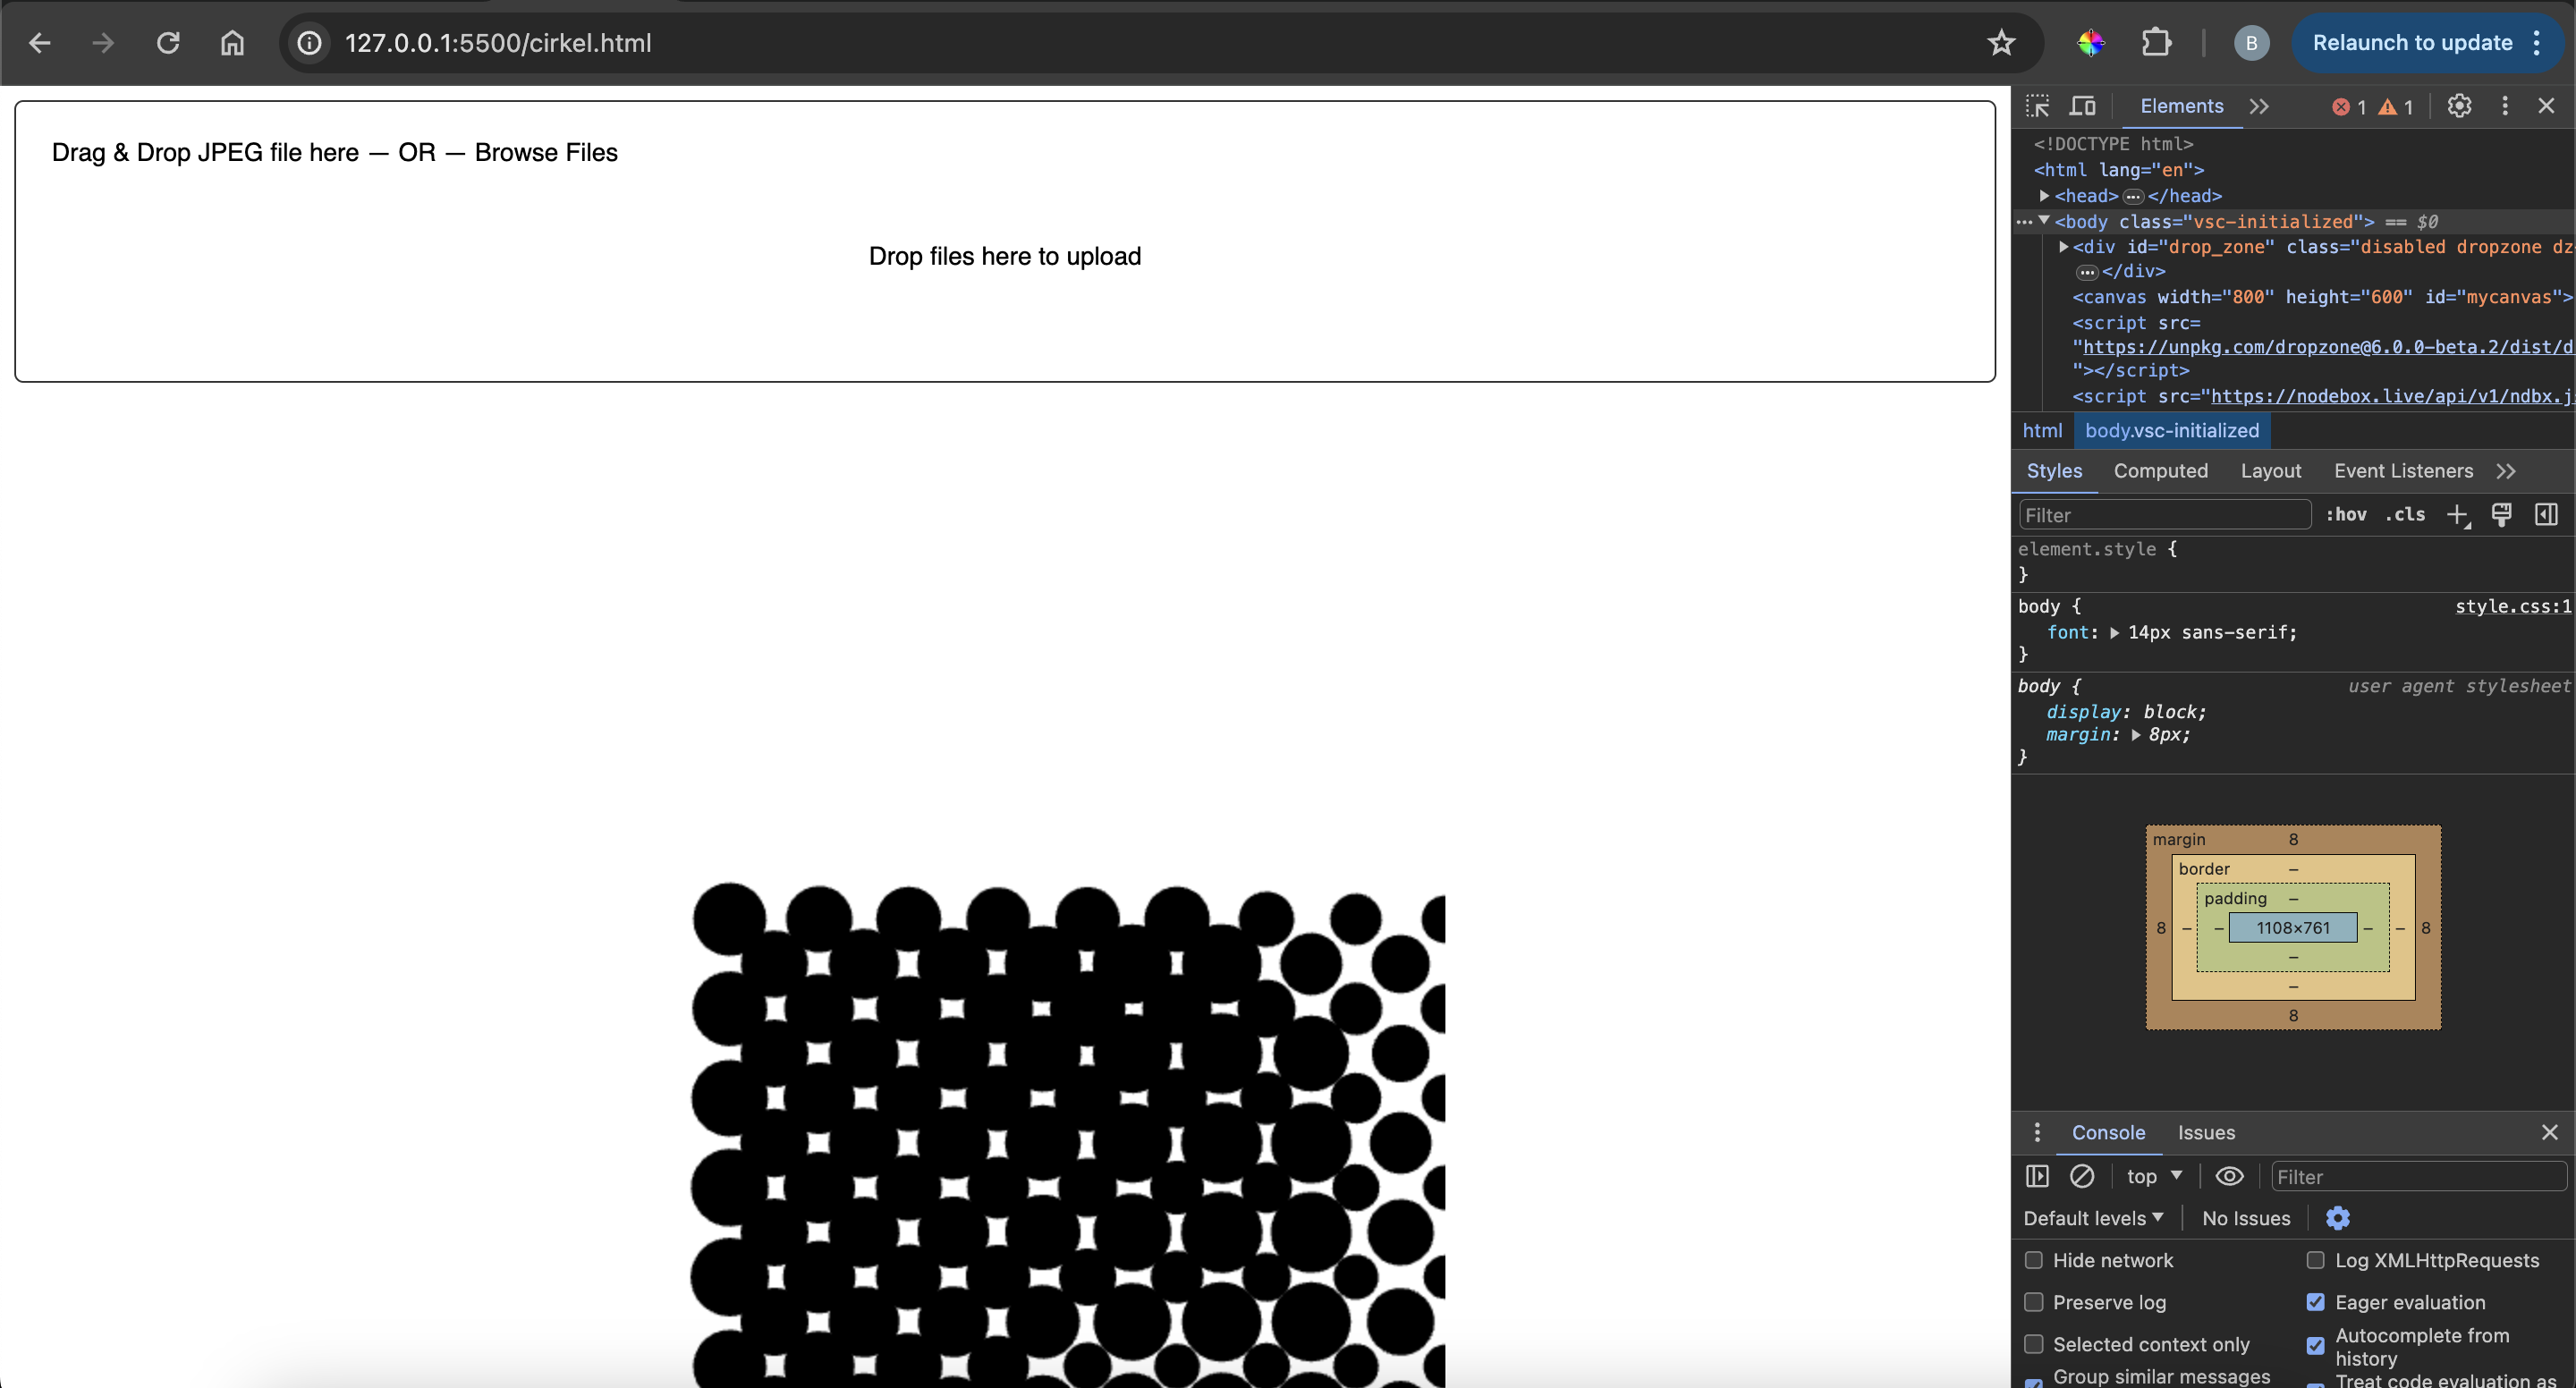 127.0.0.1:5500/cirkel.html
B
Relaunch to update
Drag & Drop JPEG file here — OR — Browse Files
Drop files here to upload
Elements
1
1
<!DOCTYPE html>
<html lang="en">
<head>
</head>
<body class="vsc-initialized"> == $0
<div id="drop_zone" class="disabled dropzone dz
</div>
<canvas width="800" height="600" id="mycanvas">
<script src=
"https://unpkg.com/dropzone@6.0.0-beta.2/dist/d
"></script>
<script src="https://nodebox.live/api/v1/ndbx.j
html
body.vsc-initialized
Styles
Computed
Layout
Event Listeners
Filter
:hov
.cls
element.style {
}
body {
style.css:1
font: 14px sans-serif;
}
body {
user agent stylesheet
display: block;
margin: 8px;
}
margin
8
border
–
padding
–
8
–
–
1108×761
–
–
8
–
–
8
Console
Issues
top
Filter
Default levels
No Issues
Hide network
Log XMLHttpRequests
Preserve log
Eager evaluation
Selected context only
Autocomplete from
history
Group similar messages
Treat code evaluation as